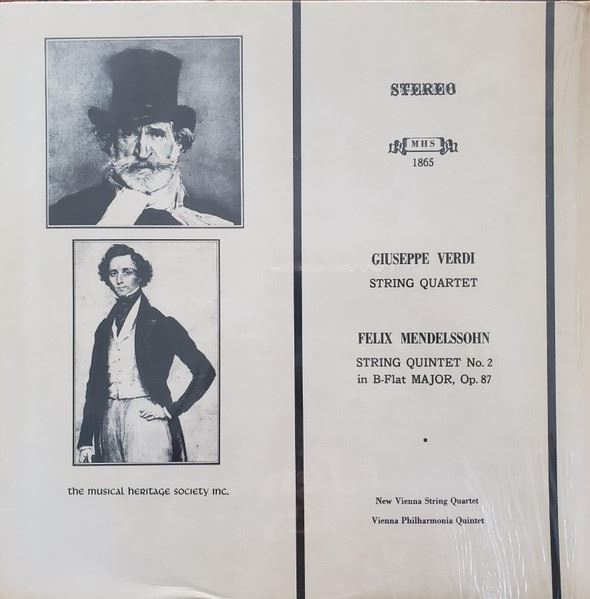 STEREO
MHS
1865
GIUSEPPE VERDI
STRING QUARTET
FELIX MENDELSSOHN
STRING QUINTET No. 2
in B-Flat MAJOR, Op. 87
New Vienna String Quartet
Vienna Philharmonia Quintet
the musical heritage society inc.